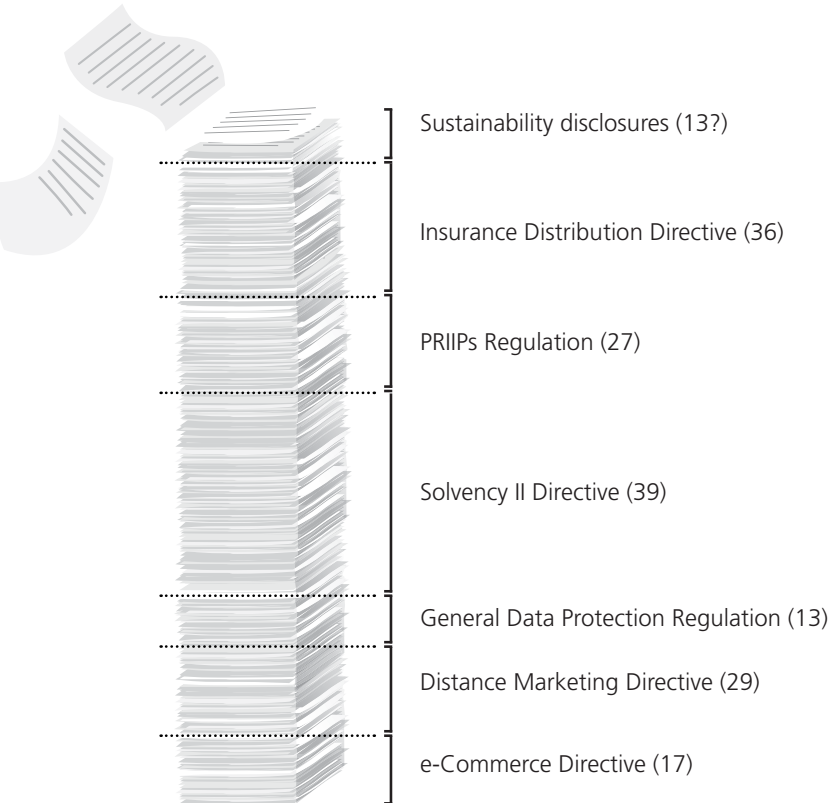 Sustainability disclosures (13?)
Insurance Distribution Directive (36)
PRIIPs Regulation (27)
Solvency II Directive (39)
General Data Protection Regulation (13)
Distance Marketing Directive (29)
e-Commerce Directive (17)